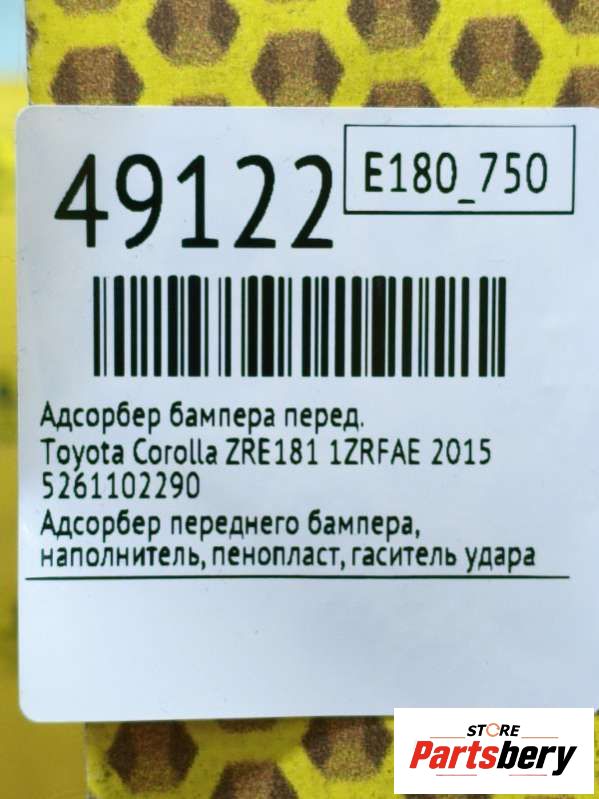 49122
E180_750
Адсорбер бампера перед.
Toyota Corolla ZRE181 1ZRFAE 2015
5261102290
Адсорбер переднего бампера,
наполнитель, пенопласт, гаситель удара
STORE
Partsbery